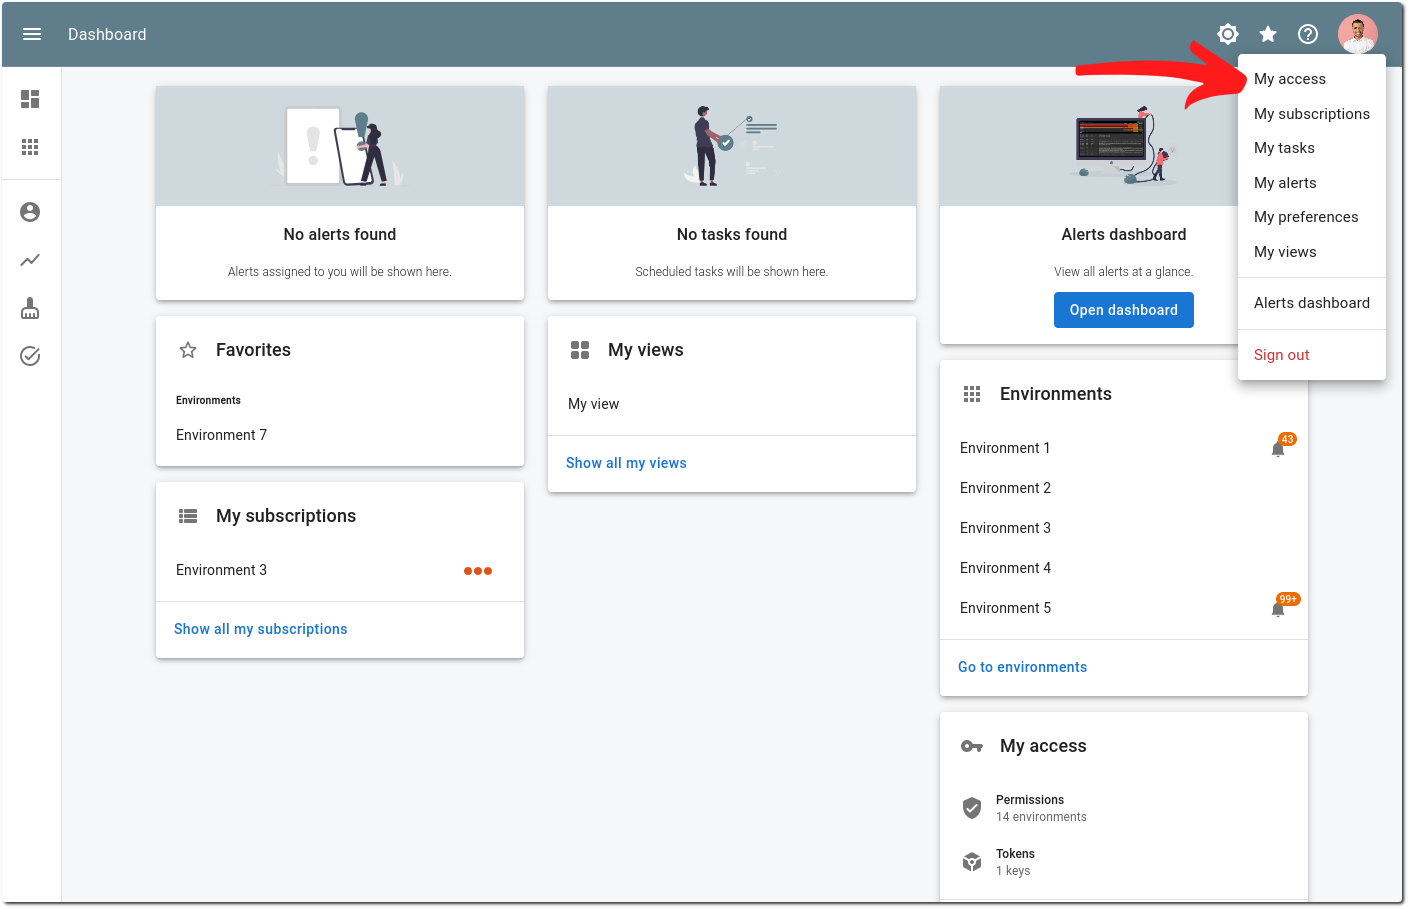 Dashboard
My access
My subscriptions
My tasks
My alerts
My preferences
My views
Alerts dashboard
Sign out
No alerts found
Alerts assigned to you will be shown here.
No tasks found
Scheduled tasks will be shown here.
Alerts dashboard
View all alerts at a glance.
Open dashboard
Favorites
Environments
Environment 7
My subscriptions
Environment 3
Show all my subscriptions
My views
My view
Show all my views
Environments
Environment 1
43
Environment 2
Environment 3
Environment 4
Environment 5
99+
Go to environments
My access
Permissions
14 environments
Tokens
1 keys